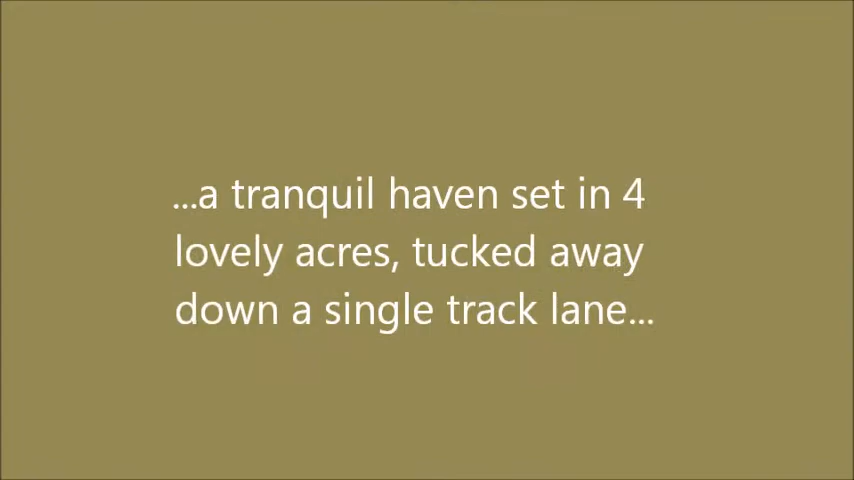 ...a tranquil haven set in 4
lovely acres, tucked away
down a single track lane...